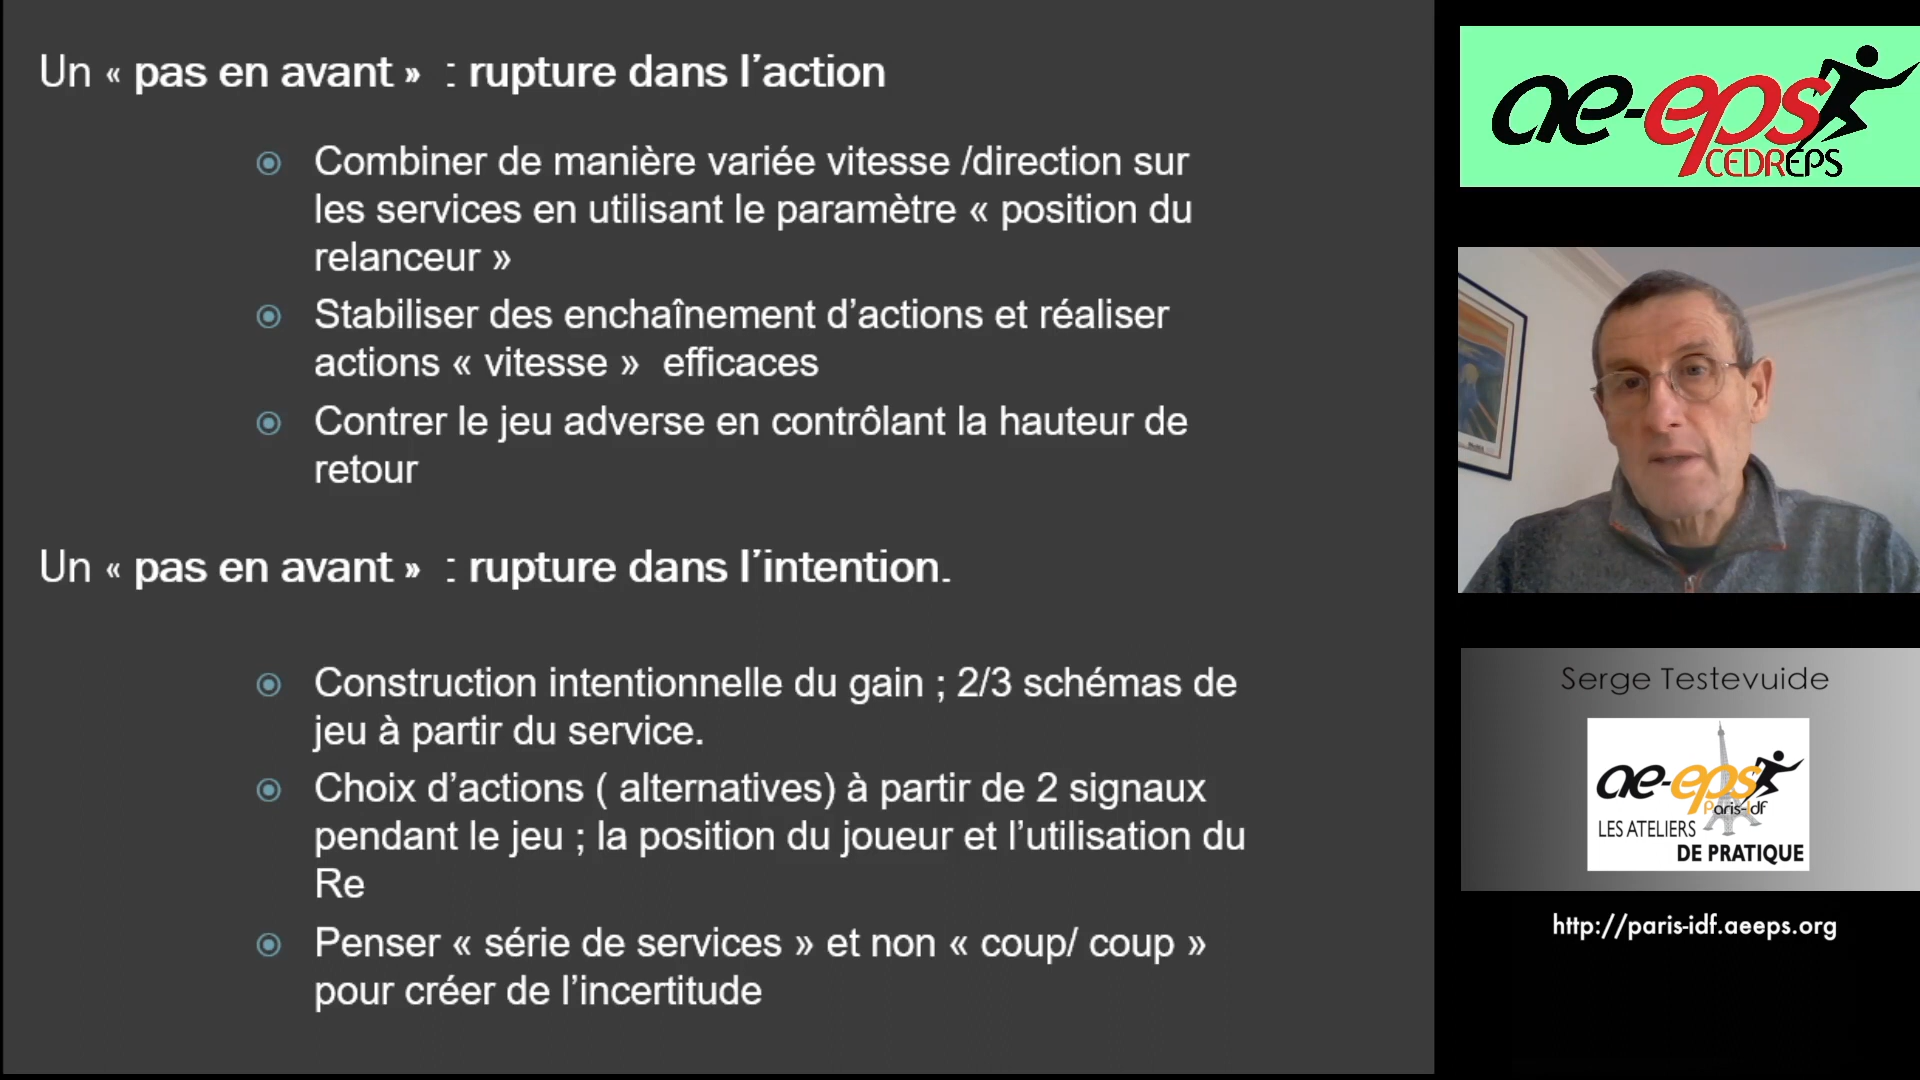 Un « pas en avant »  : rupture dans l’action
Combiner de manière variée vitesse /direction sur
les services en utilisant le paramètre « position du
relanceur »
Stabiliser des enchaînement d’actions et réaliser
actions « vitesse »  efficaces
Contrer le jeu adverse en contrôlant la hauteur de
retour
Un « pas en avant »  : rupture dans l’intention.
Construction intentionnelle du gain ; 2/3 schémas de
jeu à partir du service.
Choix d’actions ( alternatives) à partir de 2 signaux
pendant le jeu ; la position du joueur et l’utilisation du
Re
Penser « série de services » et non « coup/ coup »
pour créer de l’incertitude
ae-eps
CEDREPS
Serge Testevuide
ae-eps
Paris-Idf
LES ATELIERS
DE PRATIQUE
http://paris-idf.aeeps.org